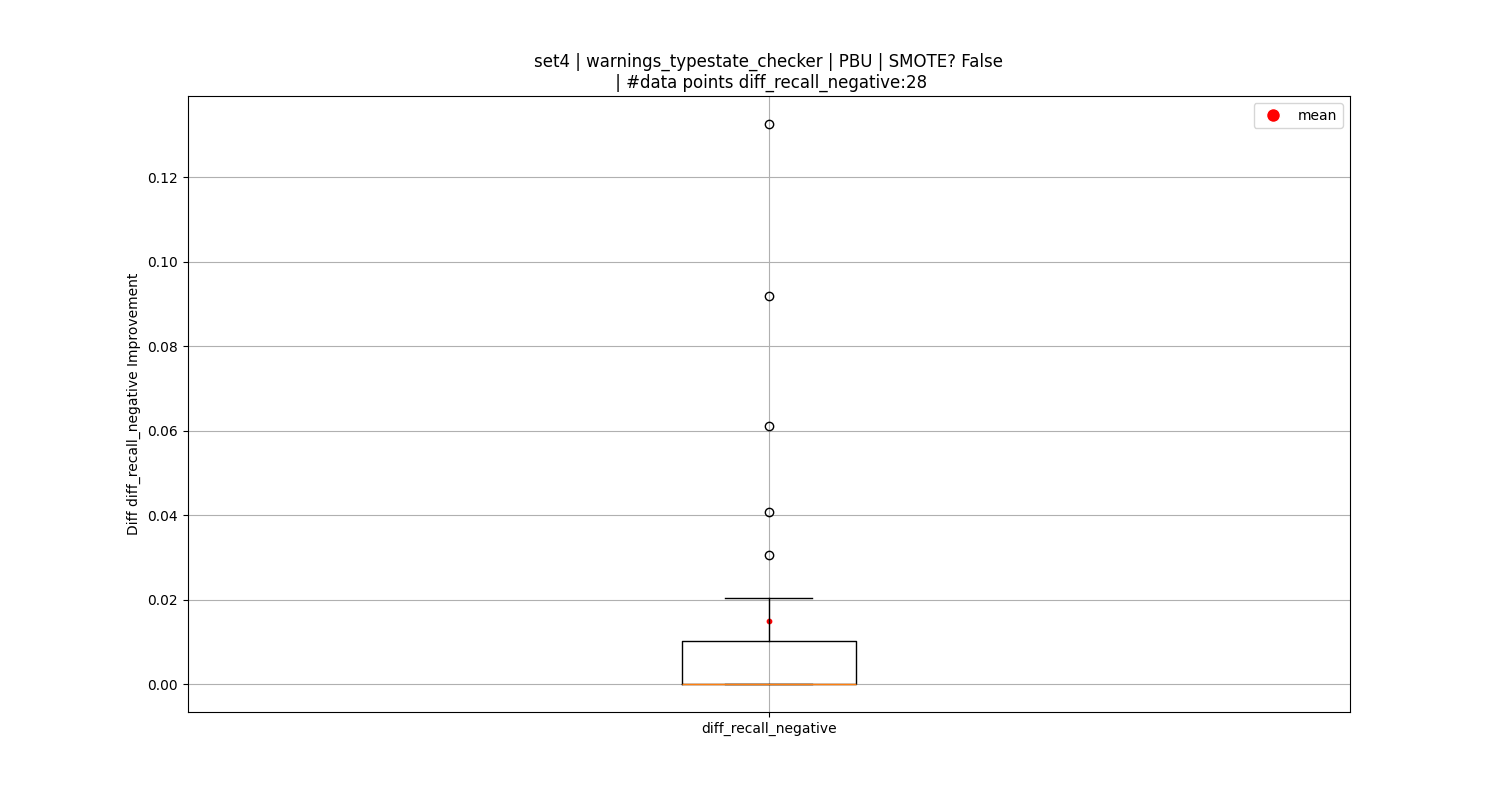 set4 | warnings_typestate_checker | PBU | SMOTE? False
| #data points diff_recall_negative:28
mean
0.12
0.10
0.08
0.06
0.04
0.02
0.00
Diff diff_recall_negative Improvement
diff_recall_negative